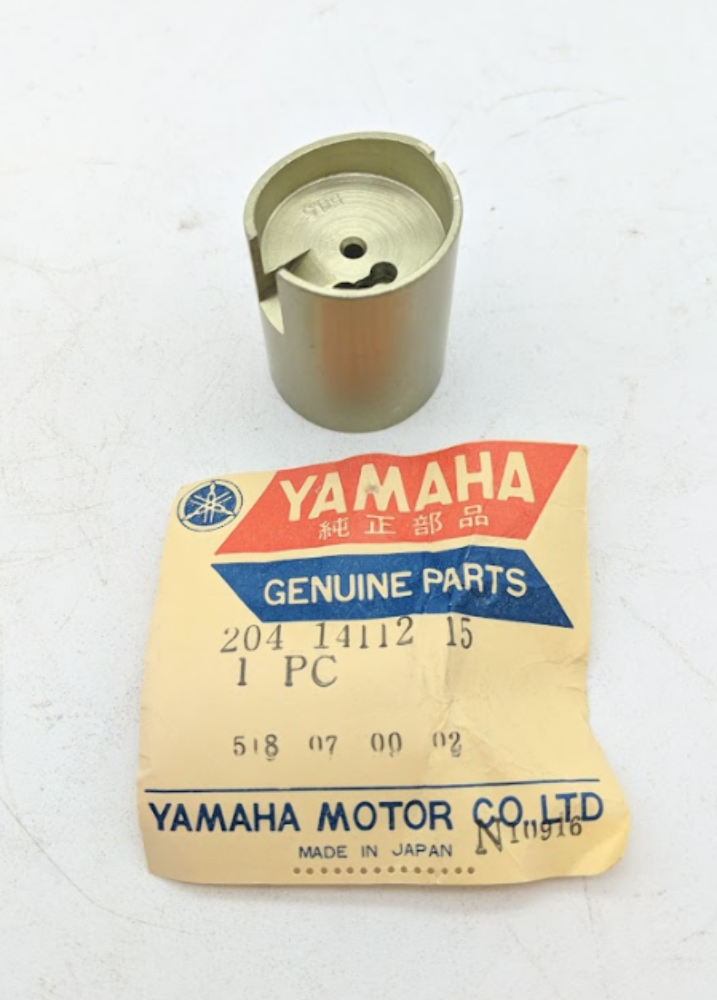 YAMAHA
純正部品
GENUINE PARTS
204 14112 15
1 PC
518 07 00 02
YAMAHA MOTOR CO.,LTD
N10916
MADE IN JAPAN